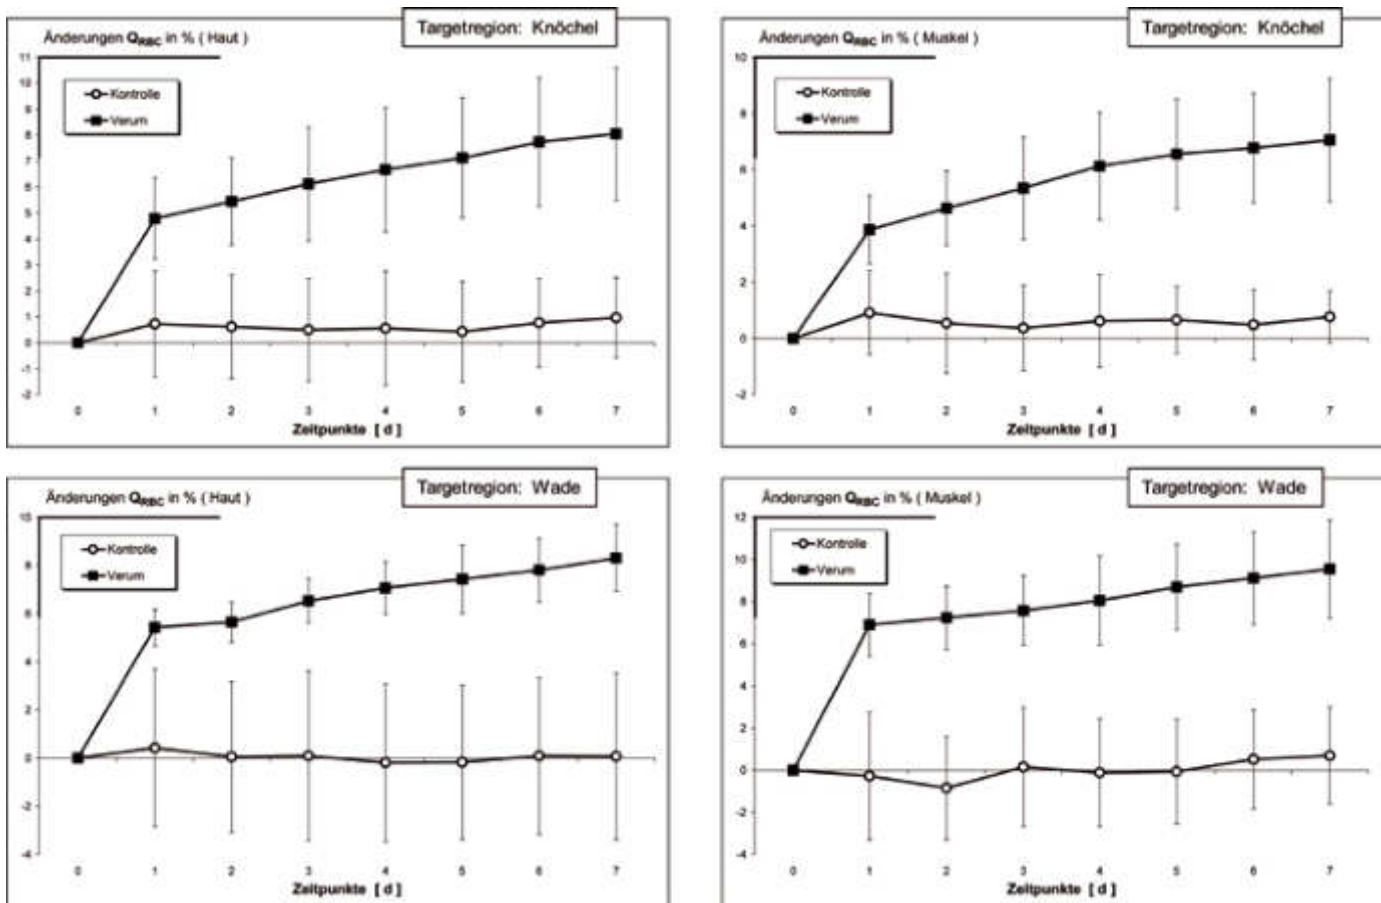 Targetregion: Knöchel
Änderungen QRBC in % ( Haut )
11
10
9
8
7
6
5
4
3
2
1
0
-1
-2
Kontrolle
Verum
0 1 2 3 4 5 6 7
Zeitpunkte [ d ]
Targetregion: Knöchel
Änderungen QRBC in % ( Muskel )
10
8
6
4
2
0
-2
Kontrolle
Verum
0 1 2 3 4 5 6 7
Zeitpunkte [ d ]
Targetregion: Wade
Änderungen QRBC in % ( Haut )
10
8
6
4
2
0
-2
-4
Kontrolle
Verum
0 1 2 3 4 5 6 7
Zeitpunkte [ d ]
Targetregion: Wade
Änderungen QRBC in % ( Muskel )
12
10
8
6
4
2
0
-2
-4
Kontrolle
Verum
0 1 2 3 4 5 6 7
Zeitpunkte [ d ]